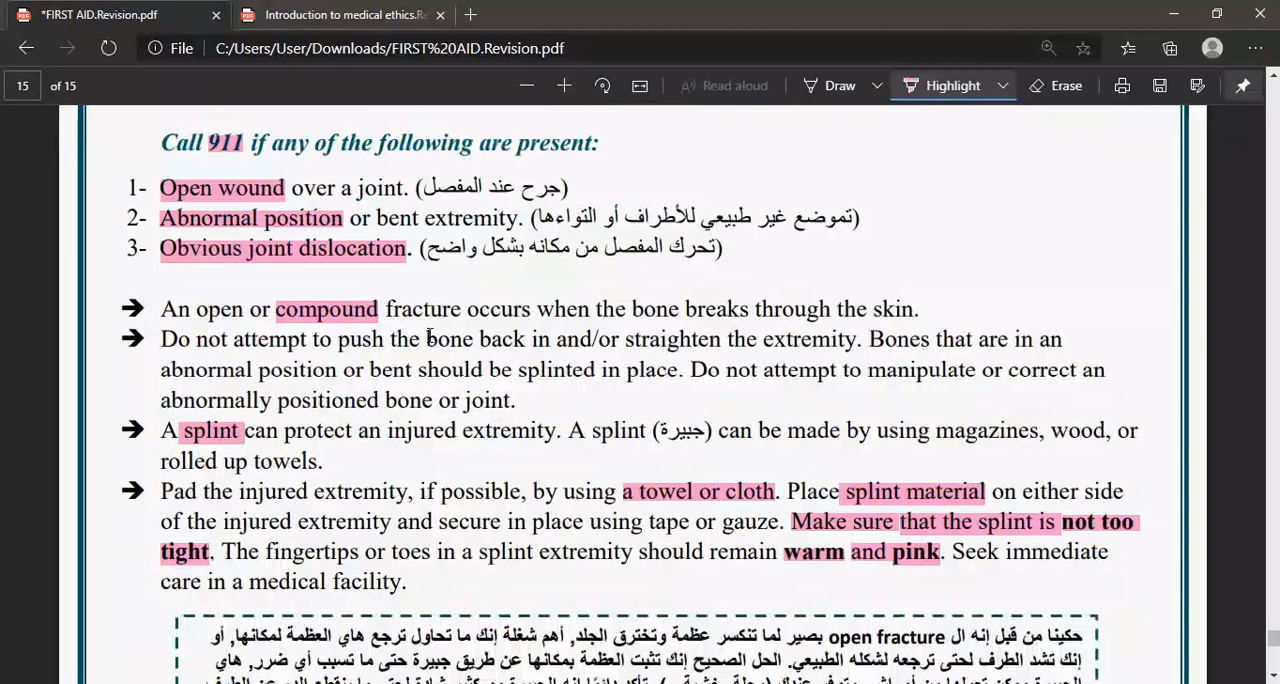 *FIRST AID.Revision.pdf
Introduction to medical ethics.Re
File
C:/Users/User/Downloads/FIRST%20AID.Revision.pdf
15 of 15
Read aloud
Draw
Highlight
Erase
Call 911 if any of the following are present:
1- Open wound over a joint. (جرح عند المفصل)
2- Abnormal position or bent extremity. (تموضع غير طبيعي للأطراف أو التواءها)
3- Obvious joint dislocation. (تحرك المفصل من مكانه بشكل واضح)
→ An open or compound fracture occurs when the bone breaks through the skin.
→ Do not attempt to push the bone back in and/or straighten the extremity. Bones that are in an
abnormal position or bent should be splinted in place. Do not attempt to manipulate or correct an
abnormally positioned bone or joint.
→ A splint can protect an injured extremity. A splint (جبيرة) can be made by using magazines, wood, or
rolled up towels.
→ Pad the injured extremity, if possible, by using a towel or cloth. Place splint material on either side
of the injured extremity and secure in place using tape or gauze. Make sure that the splint is not too
tight. The fingertips or toes in a splint extremity should remain warm and pink. Seek immediate
care in a medical facility.
حكينا من قبل إنه ال open fracture بصير لما تنكسر عظمة وتخترق الجلد, أهم شغلة إنك ما تحاول ترجع هاي العظمة لمكانها, أو
إنك تشد الطرف لحتى ترجعه لشكله الطبيعي. الحل الصحيح إنك تثبت العظمة بمكانها عن طريق جبيرة حتى ما تسبب أي ضرر, هاي